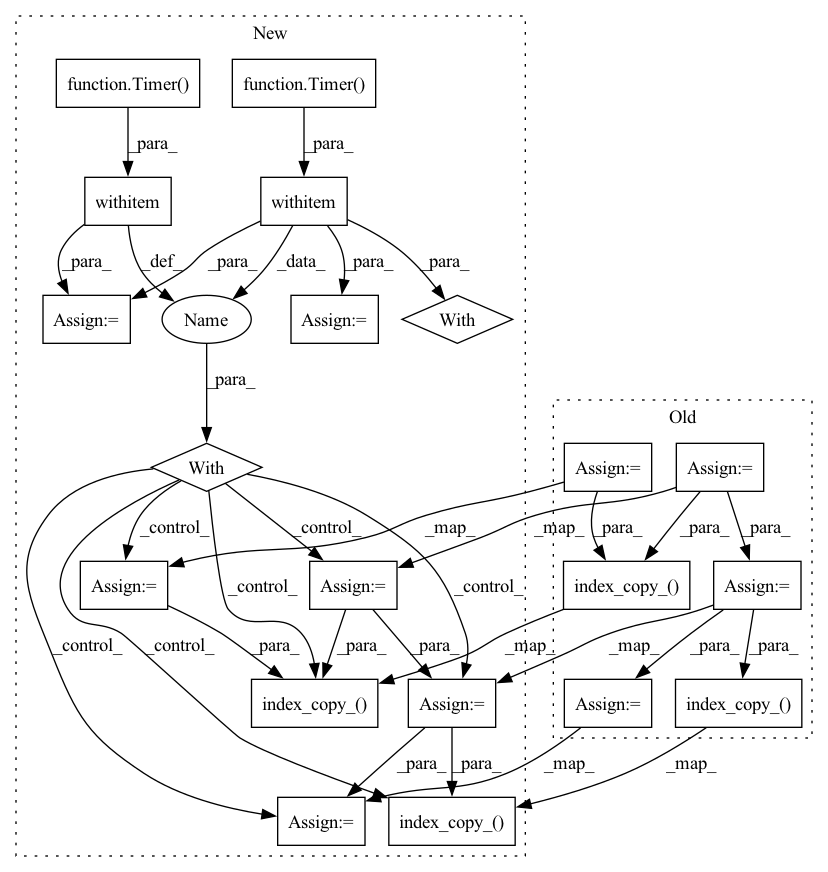 New
function.Timer()
function.Timer()
_para_
_para_
withitem
withitem
_para_
_def_
_para_
_data_
_para_
_para_
Assign:=
Name
Assign:=
With
_para_
Old
With
Assign:=
Assign:=
_control_
_control_
_map_
_para_
_map_
_para_
_para_
Assign:=
Assign:=
index_copy_()
Assign:=
_control_
_control_
_control_
_control_
_para_
_para_
_para_
_map_
_map_
_para_
_para_
index_copy_()
Assign:=
Assign:=
index_copy_()
_para_
_para_
_map_
_map_
Assign:=
index_copy_()